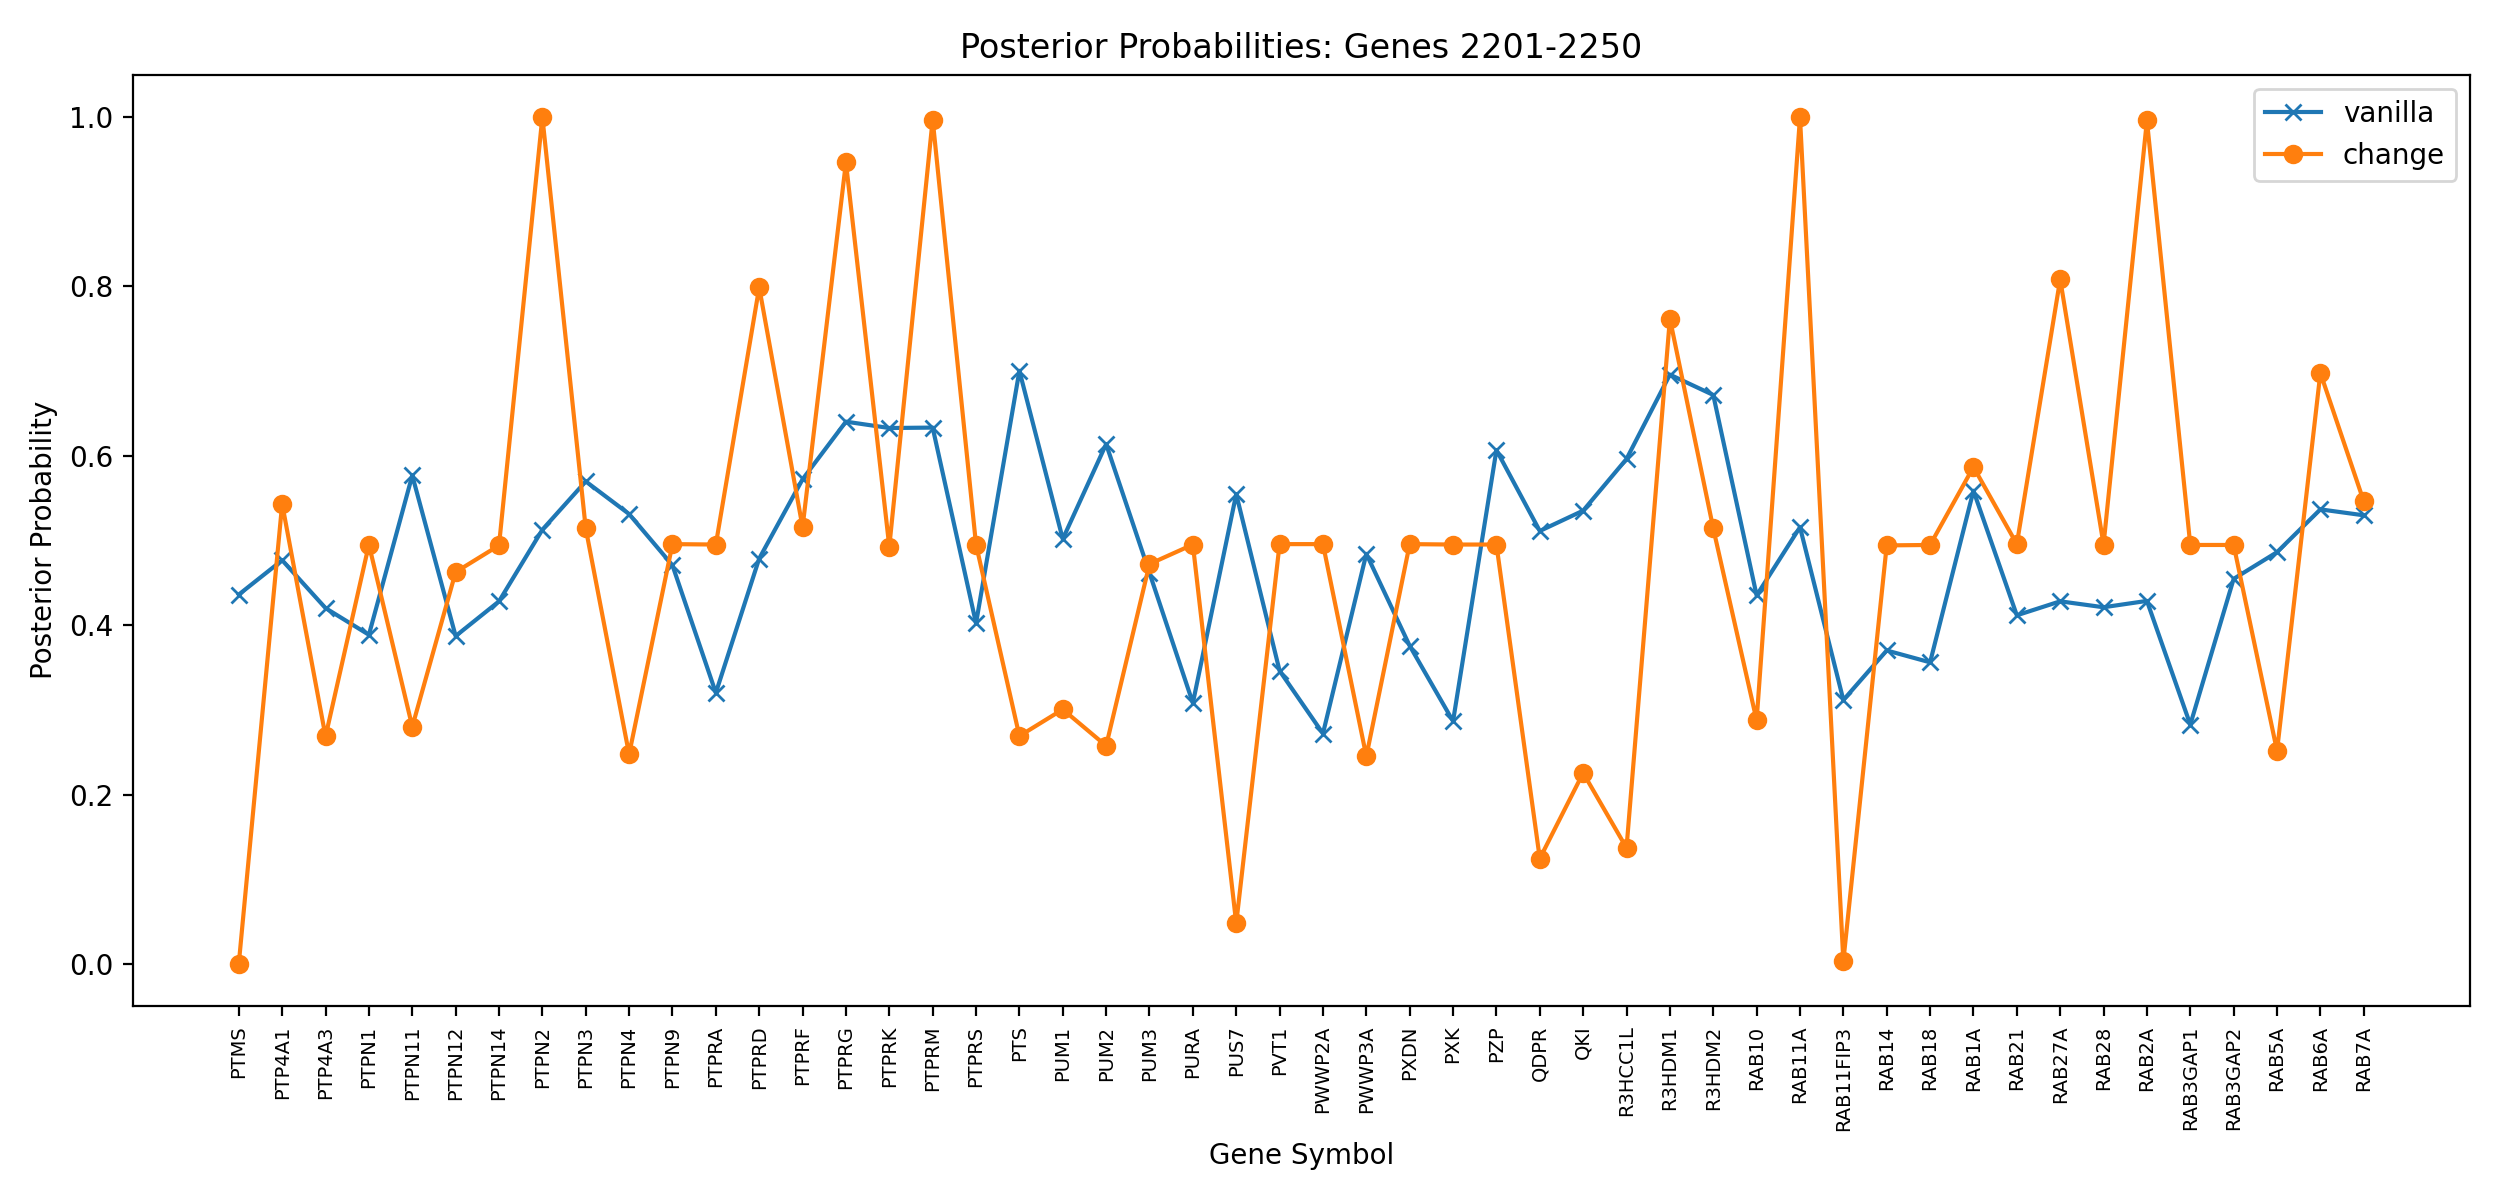 Posterior Probabilities: Genes 2201-2250
vanilla
change
Posterior Probability
1.0
0.8
0.6
0.4
0.2
0.0
PTMS
PTP4A1
PTP4A3
PTPN1
PTPN11
PTPN12
PTPN14
PTPN2
PTPN3
PTPN4
PTPN9
PTPRA
PTPRD
PTPRF
PTPRG
PTPRK
PTPRM
PTPRS
PTS
PUM1
PUM2
PUM3
PURA
PUS7
PVT1
PWWP2A
PWWP3A
PXDN
PXK
PZP
QDPR
QKI
R3HCC1L
R3HDM1
R3HDM2
RAB10
RAB11A
RAB11FIP3
RAB14
RAB18
RAB1A
RAB21
RAB27A
RAB28
RAB2A
RAB3GAP1
RAB3GAP2
RAB5A
RAB6A
RAB7A
Gene Symbol